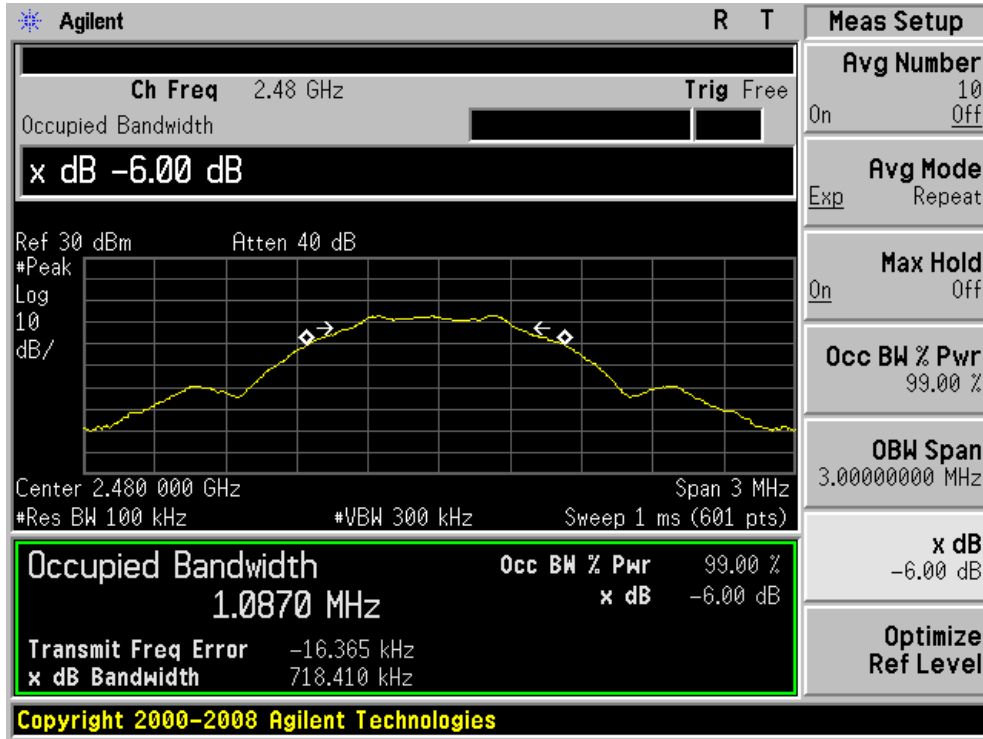 Agilent R T
Ch Freq 2.48 GHz Trig Free
Occupied Bandwidth
x dB -6.00 dB
Ref 30 dBm Atten 40 dB
#Peak
Log
10
dB/
Center 2.480 000 GHz Span 3 MHz
#Res BW 100 kHz #VBW 300 kHz Sweep 1 ms (601 pts)
Occupied Bandwidth
1.0870 MHz
Occ BW % Pwr 99.00 %
x dB -6.00 dB
Transmit Freq Error -16.365 kHz
x dB Bandwidth 718.410 kHz
Copyright 2000-2008 Agilent Technologies
Meas Setup
Avg Number
10
On Off
Avg Mode
Exp Repeat
Max Hold
On Off
Occ BW % Pwr
99.00 %
OBW Span
3.00000000 MHz
x dB
-6.00 dB
Optimize
Ref Level